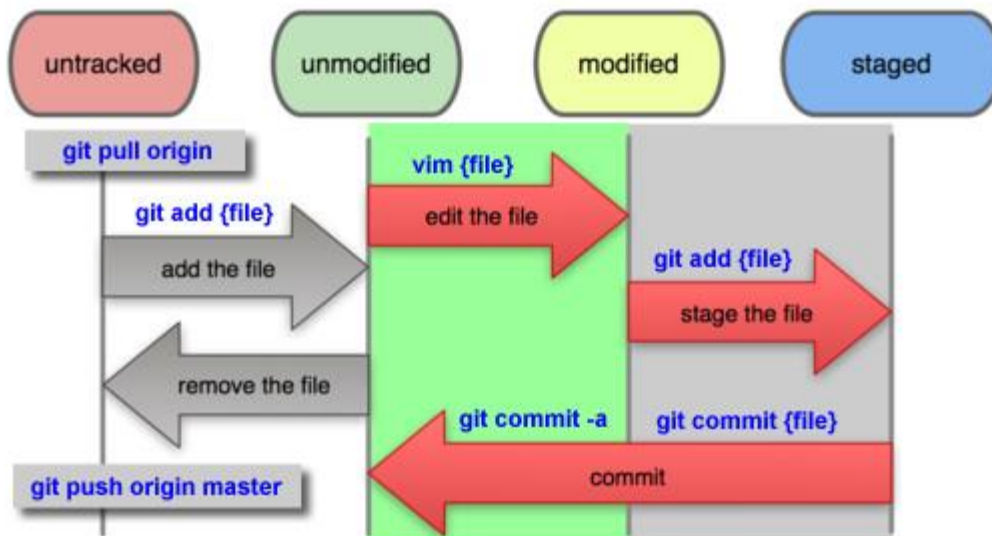 untracked
unmodified
modified
staged
git pull origin
vim {file}
git add {file}
edit the file
add the file
git add {file}
stage the file
remove the file
git commit -a
git commit {file}
commit
git push origin master